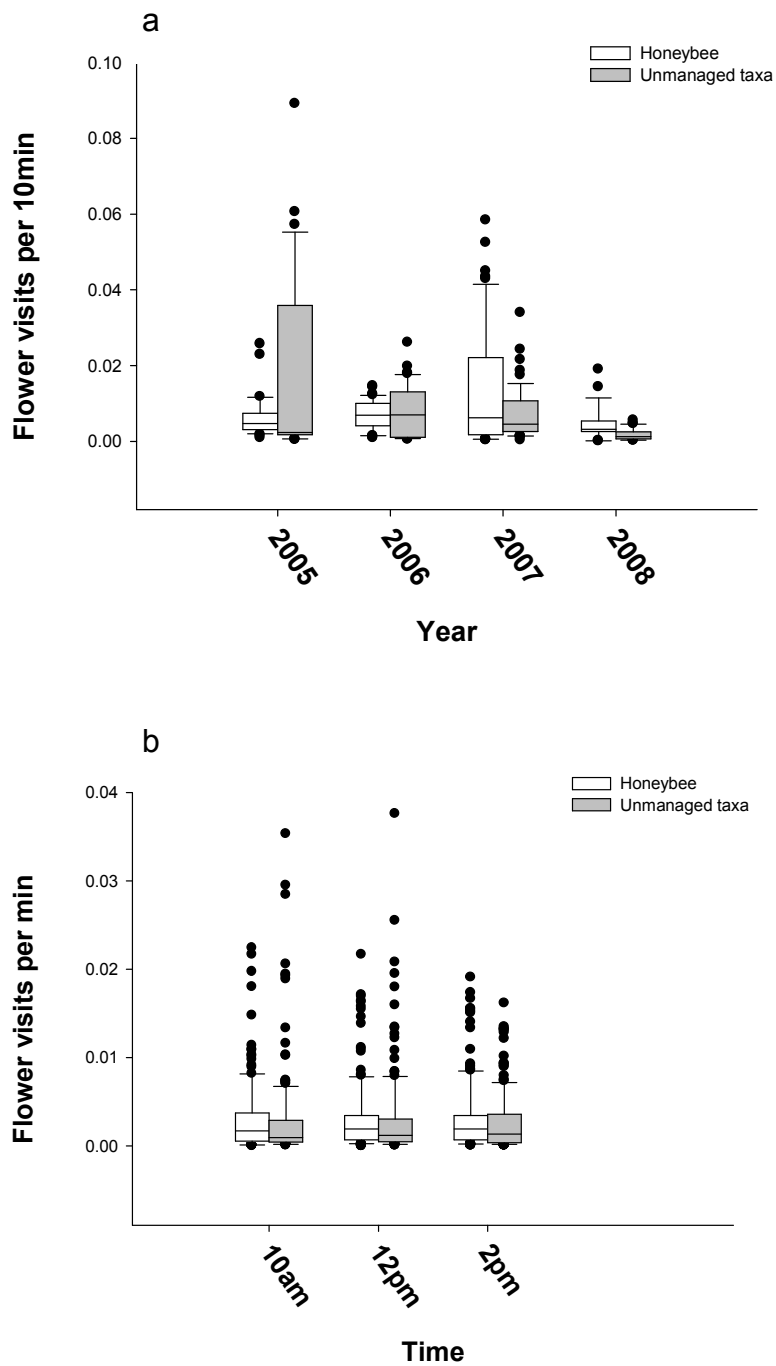 a
Honeybee
Unmanaged taxa
0.10
0.08
0.06
0.04
0.02
0.00
Flower visits per 10min
2005
2006
2007
2008
Year
b
Honeybee
Unmanaged taxa
0.04
0.03
0.02
0.01
0.00
Flower visits per min
10am
12pm
2pm
Time